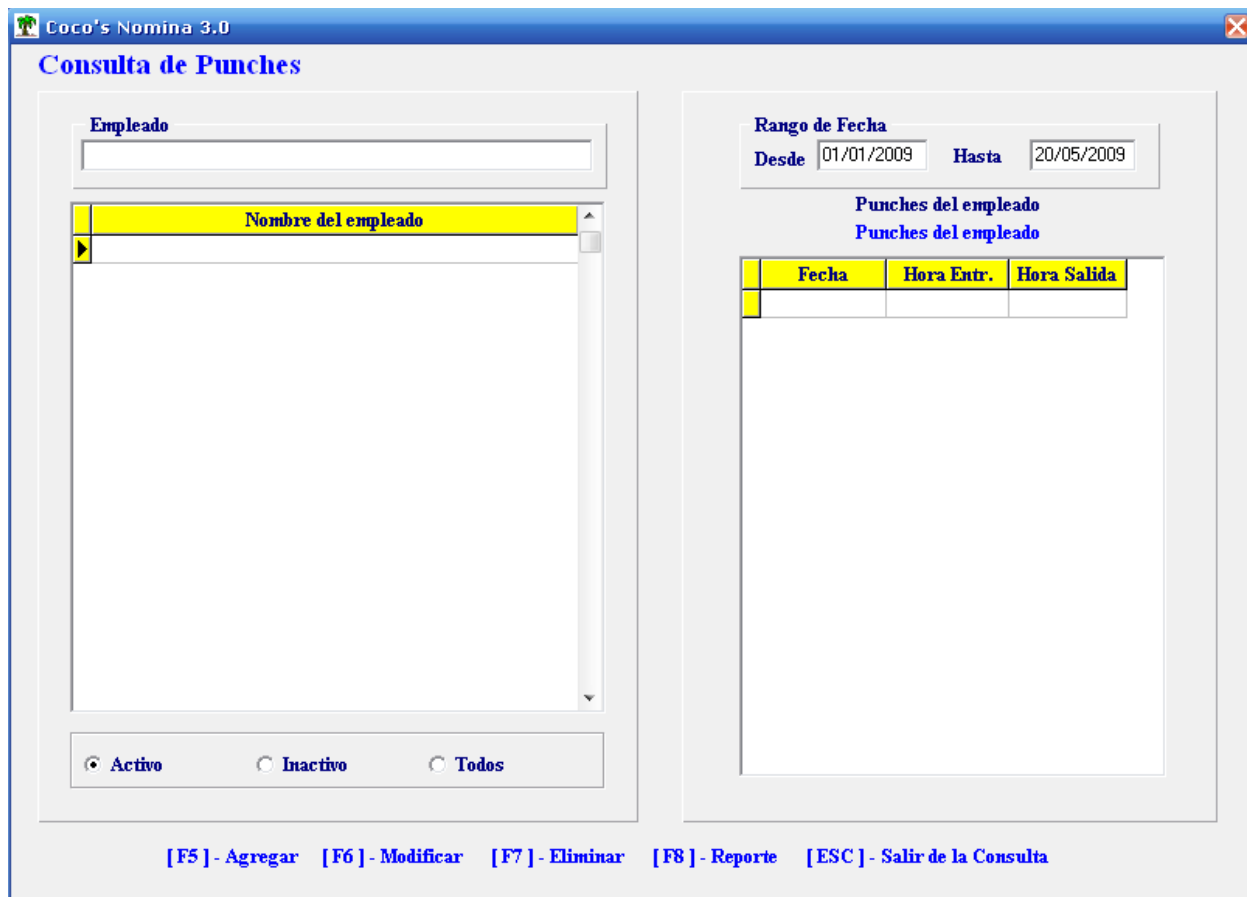 Coco's Nomina 3.0
Consulta de Punches
Empleado
Nombre del empleado
Activo Inactivo Todos
Rango de Fecha
Desde 01/01/2009 Hasta 20/05/2009
Punches del empleado
Punches del empleado
Fecha Hora Entr. Hora Salida
[ F5 ] - Agregar [ F6 ] - Modificar [ F7 ] - Eliminar [ F8 ] - Reporte [ESC ] - Salir de la Consulta